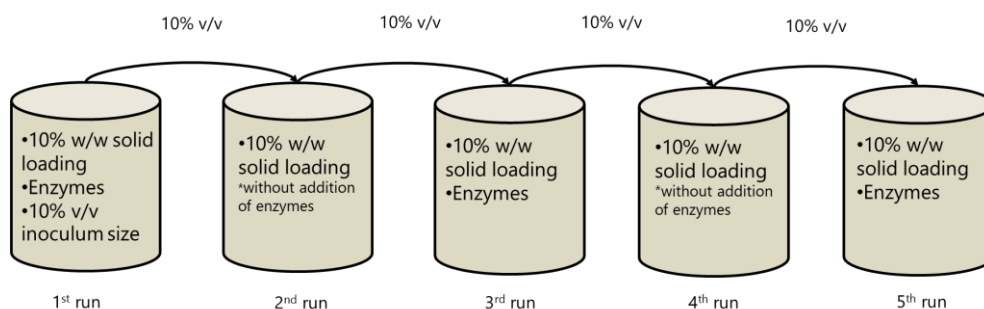 10% v/v
10% v/v
10% v/v
10% v/v
•10% w/w solid
loading
•Enzymes
•10% v/v
inoculum size
•10% w/w
solid loading
*without addition
of enzymes
•10% w/w
solid loading
•Enzymes
•10% w/w
solid loading
*without addition
of enzymes
•10% w/w
solid loading
•Enzymes
1st run
2nd run
3rd run
4th run
5th run